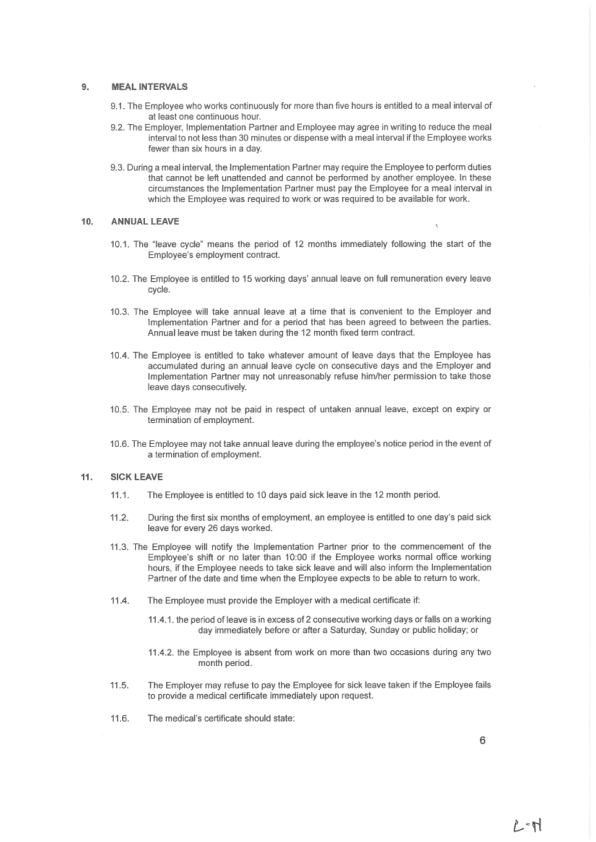 9. MEAL INTERVALS
9.1. The Employee who works continuously for more than five hours is entitled to a meal interval of
at least one continuous hour.
9.2. The Employer, Implementation Partner and Employee may agree in writing to reduce the meal
interval to not less than 30 minutes or dispense with a meal interval if the Employee works
fewer than six hours in a day.
9.3. During a meal interval, the Implementation Partner may require the Employee to perform duties
that cannot be left unattended and cannot be performed by another employee. In these
circumstances the Implementation Partner must pay the Employee for a meal interval in
which the Employee was required to work or was required to be available for work.
10. ANNUAL LEAVE
10.1. The "leave cycle" means the period of 12 months immediately following the start of the
Employee's employment contract.
10.2. The Employee is entitled to 15 working days' annual leave on full remuneration every leave
cycle.
10.3. The Employee will take annual leave at a time that is convenient to the Employer and
Implementation Partner and for a period that has been agreed to between the parties.
Annual leave must be taken during the 12 month fixed term contract.
10.4. The Employee is entitled to take whatever amount of leave days that the Employee has
accumulated during an annual leave cycle on consecutive days and the Employer and
Implementation Partner may not unreasonably refuse him/her permission to take those
leave days consecutively.
10.5. The Employee may not be paid in respect of untaken annual leave, except on expiry or
termination of employment.
10.6. The Employee may not take annual leave during the employee's notice period in the event of
a termination of employment.
11. SICK LEAVE
11.1. The Employee is entitled to 10 days paid sick leave in the 12 month period.
11.2. During the first six months of employment, an employee is entitled to one day's paid sick
leave for every 26 days worked.
11.3. The Employee will notify the Implementation Partner prior to the commencement of the
Employee's shift or no later than 10:00 if the Employee works normal office working
hours, if the Employee needs to take sick leave and will also inform the Implementation
Partner of the date and time when the Employee expects to be able to return to work.
11.4. The Employee must provide the Employer with a medical certificate if:
11.4.1. the period of leave is in excess of 2 consecutive working days or falls on a working
day immediately before or after a Saturday, Sunday or public holiday; or
11.4.2. the Employee is absent from work on more than two occasions during any two
month period.
11.5. The Employer may refuse to pay the Employee for sick leave taken if the Employee fails
to provide a medical certificate immediately upon request.
11.6. The medical's certificate should state:
6